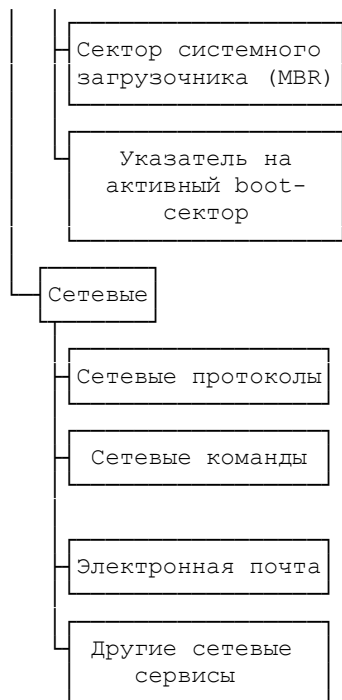 Сектор системного
загрузочника (MBR)
Указатель на
активный boot-
сектор
Сетевые
Сетевые протоколы
Сетевые команды
Электронная почта
Другие сетевые
сервисы